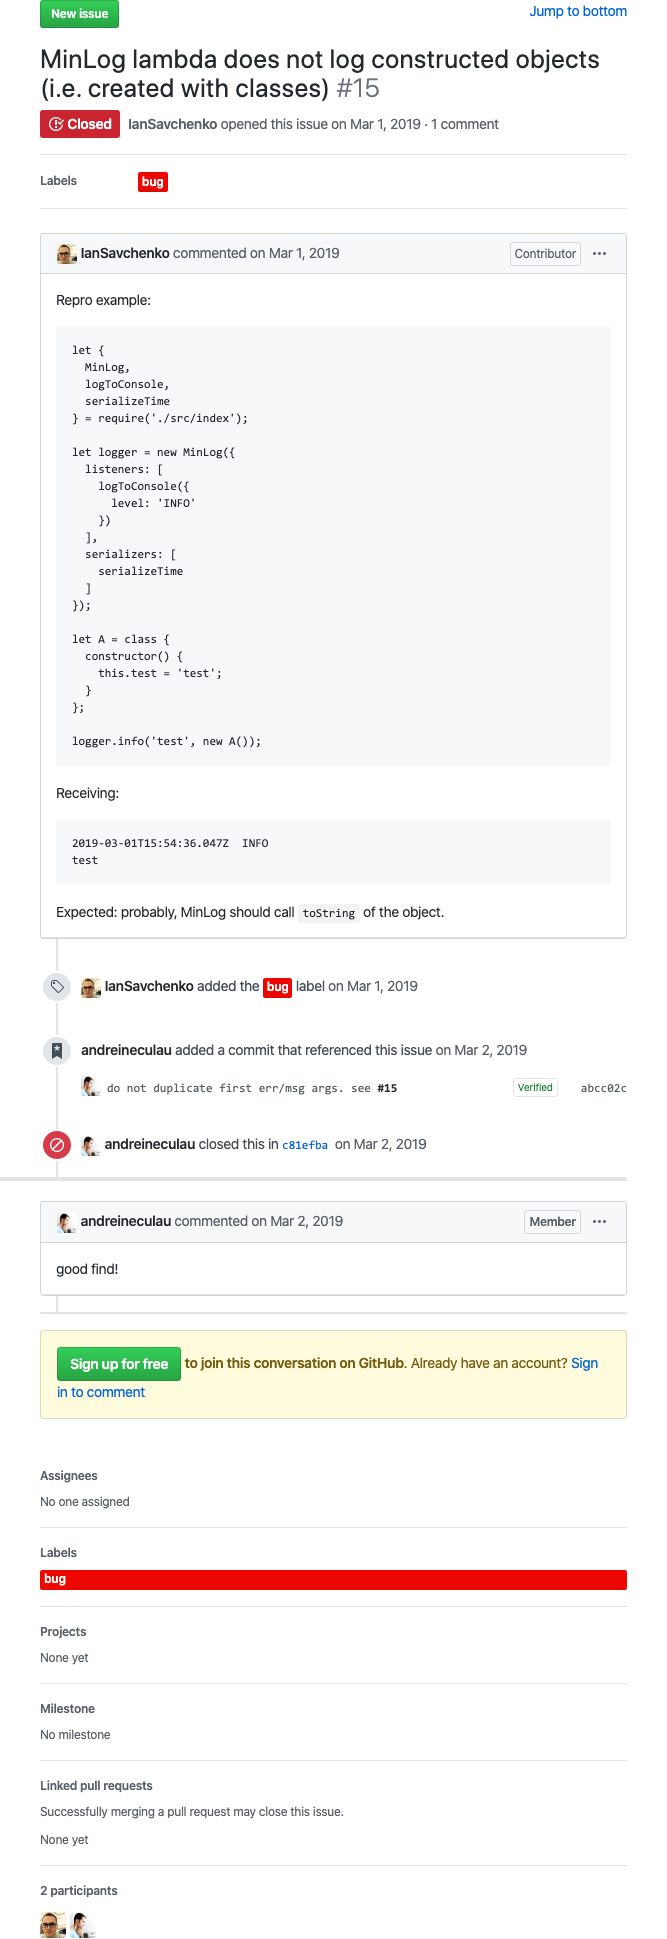 New issue
Jump to bottom
MinLog lambda does not log constructed objects
(i.e. created with classes) #15
Closed IanSavchenko opened this issue on Mar 1, 2019 · 1 comment
Labels bug
IanSavchenko commented on Mar 1, 2019 Contributor ···
Repro example:
let {
  MinLog,
  logToConsole,
  serializeTime
} = require('./src/index');

let logger = new MinLog({
  listeners: [
    logToConsole({
      level: 'INFO'
    })
  ],
  serializers: [
    serializeTime
  ]
});

let A = class {
  constructor() {
    this.test = 'test';
  }
};

logger.info('test', new A());
Receiving:
2019-03-01T15:54:36.047Z  INFO
test
Expected: probably, MinLog should call toString of the object.
IanSavchenko added the bug label on Mar 1, 2019
andreineculau added a commit that referenced this issue on Mar 2, 2019
do not duplicate first err/msg args. see #15 Verified abcc02c
andreineculau closed this in c81efba on Mar 2, 2019
andreineculau commented on Mar 2, 2019 Member ···
good find!
Sign up for free to join this conversation on GitHub. Already have an account? Sign
in to comment
Assignees
No one assigned
Labels
bug
Projects
None yet
Milestone
No milestone
Linked pull requests
Successfully merging a pull request may close this issue.
None yet
2 participants